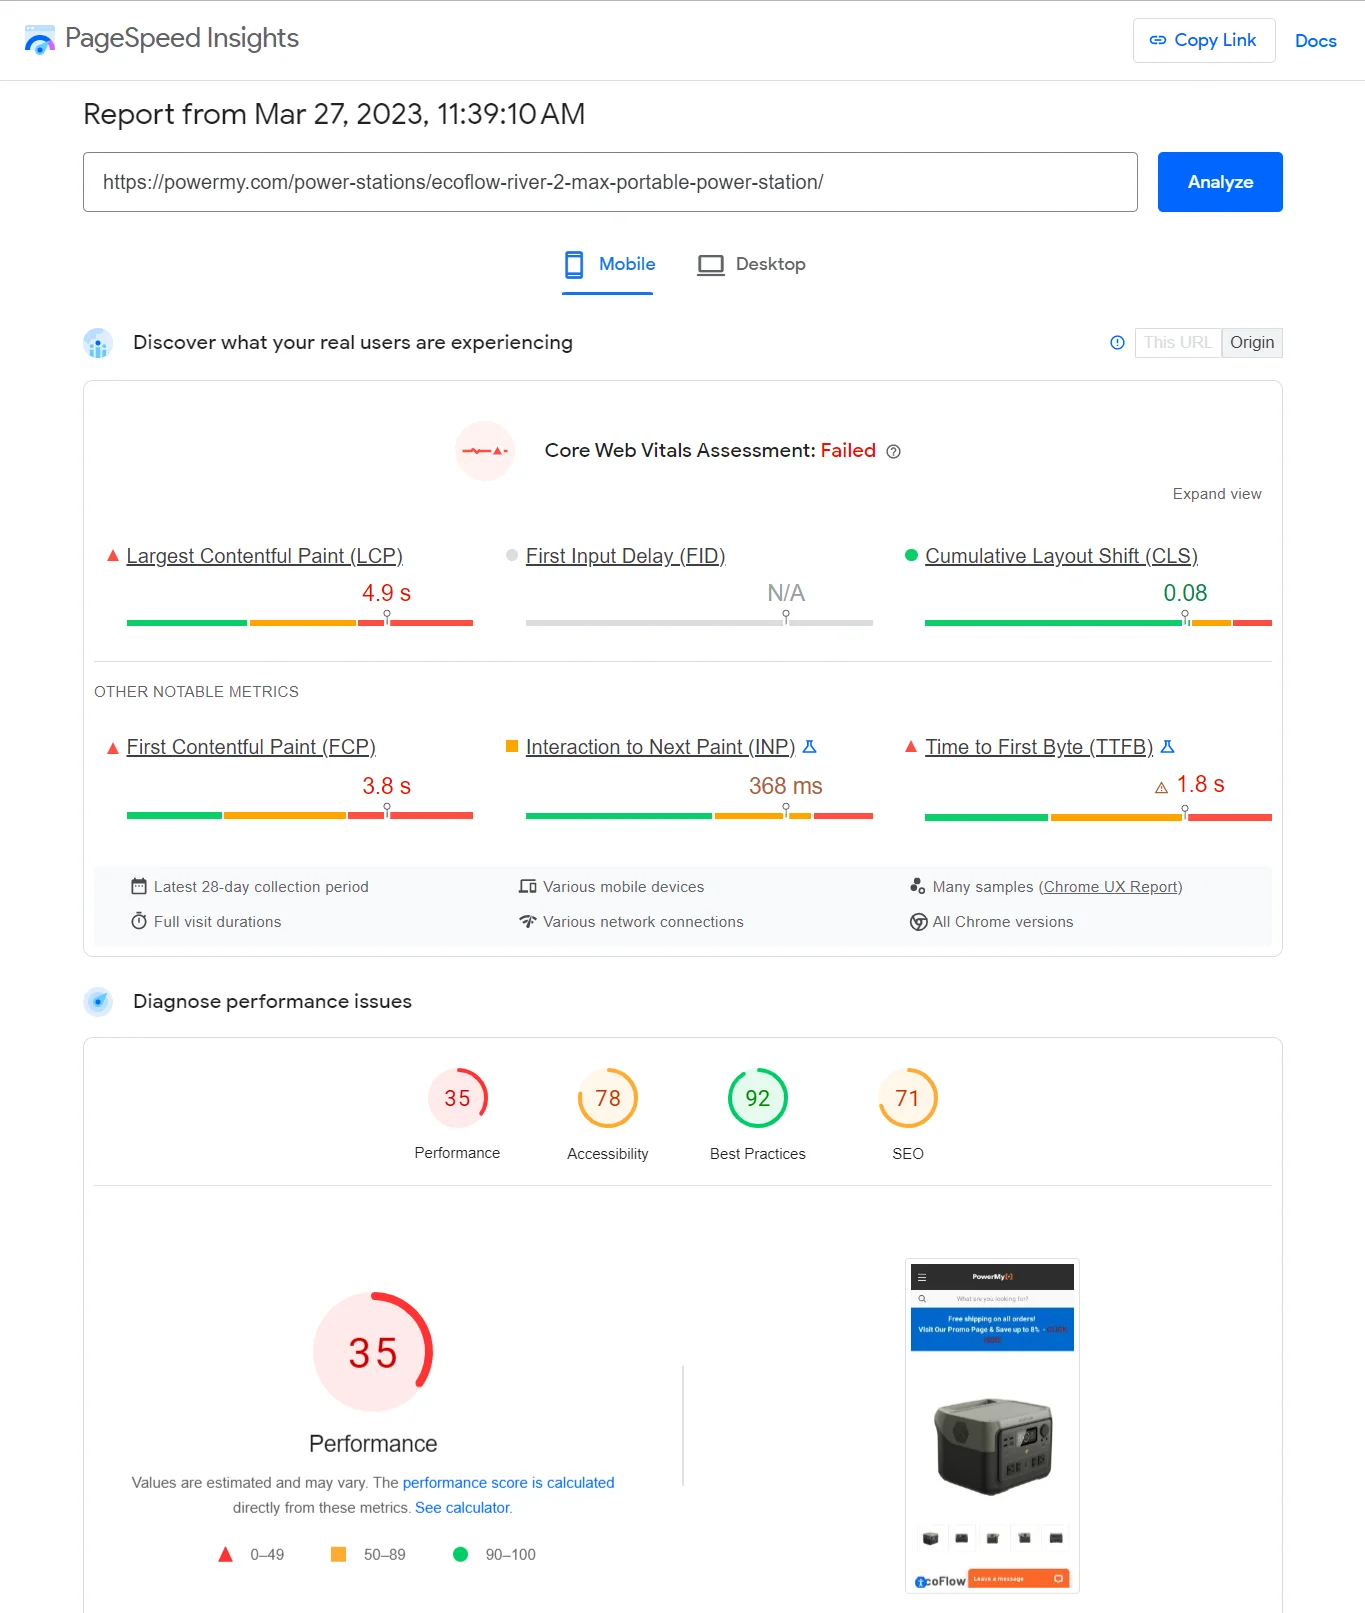 PageSpeed Insights
Copy Link
Docs
Report from Mar 27, 2023, 11:39:10 AM
https://powermy.com/power-stations/ecoflow-river-2-max-portable-power-station/
Analyze
Mobile
Desktop
Discover what your real users are experiencing
This URL
Origin
Core Web Vitals Assessment: Failed
Expand view
Largest Contentful Paint (LCP)
4.9 s
First Input Delay (FID)
N/A
Cumulative Layout Shift (CLS)
0.08
OTHER NOTABLE METRICS
First Contentful Paint (FCP)
3.8 s
Interaction to Next Paint (INP)
368 ms
Time to First Byte (TTFB)
1.8 s
Latest 28-day collection period
Various mobile devices
Many samples (Chrome UX Report)
Full visit durations
Various network connections
All Chrome versions
Diagnose performance issues
35
Performance
78
Accessibility
92
Best Practices
71
SEO
35
Performance
Values are estimated and may vary. The performance score is calculated
directly from these metrics. See calculator.
0–49
50–89
90–100
PowerMy
What are you looking for?
Free shipping on all orders!
Visit Our Promo Page & Save up to 8% - CLICK
HERE
coFlow
Leave a message